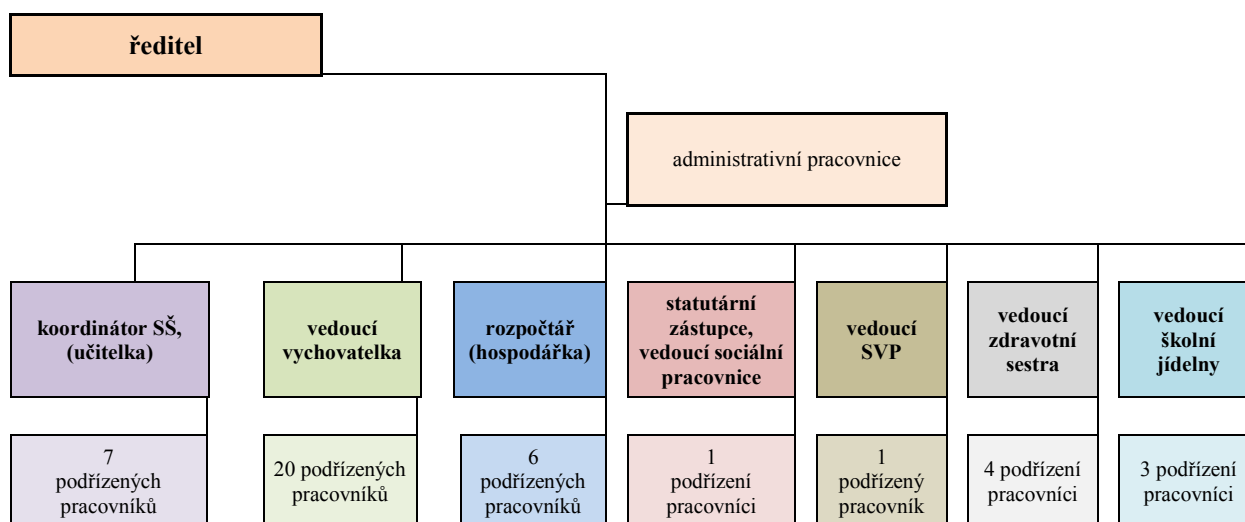 ředitel
administrativní pracovnice
koordinátor SŠ,
(učitelka)
vedoucí
vychovatelka
rozpočtář
(hospodářka)
statutární
zástupce,
vedoucí sociální
pracovnice
vedoucí
SVP
vedoucí
zdravotní
sestra
vedoucí
školní
jídelny
7
podřízených
pracovníků
20 podřízených
pracovníků
6
podřízených
pracovníků
1
podřízení
pracovníci
1
podřízený
pracovník
4 podřízení
pracovníci
3 podřízení
pracovníci